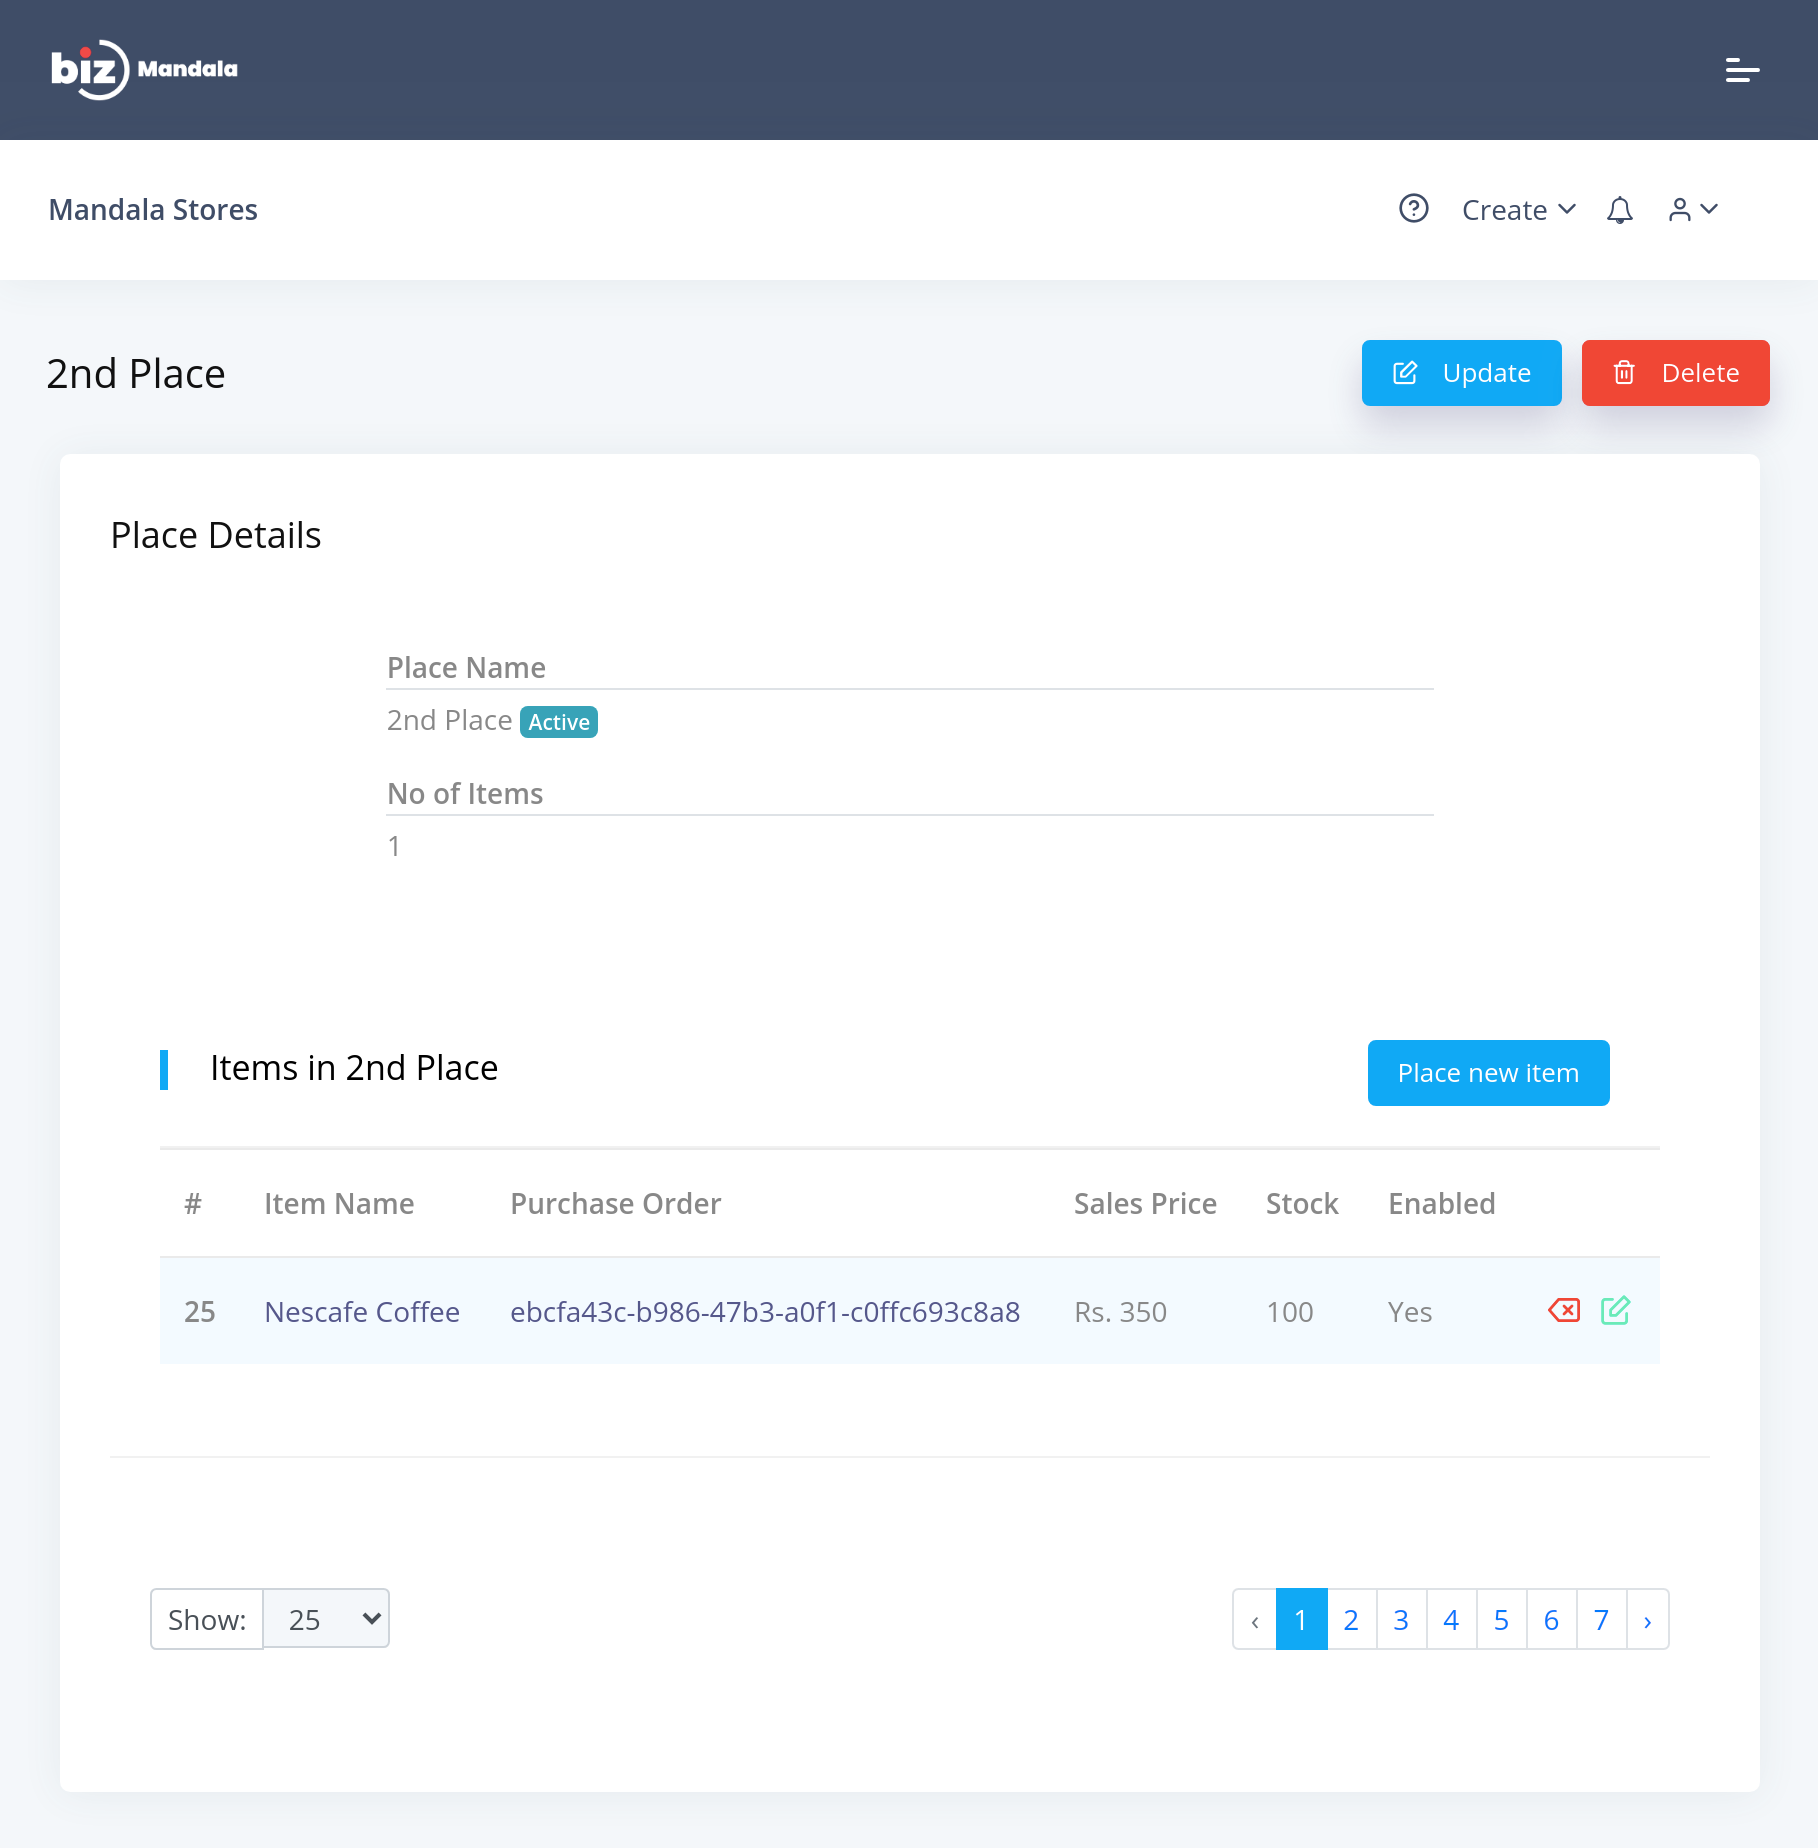 biz Mandala
Mandala Stores
Create
2nd Place
Update
Delete
Place Details
Place Name
2nd Place Active
No of Items
1
Items in 2nd Place
Place new item
# Item Name Purchase Order Sales Price Stock Enabled
25 Nescafe Coffee ebcfa43c-b986-47b3-a0f1-c0ffc693c8a8 Rs. 350 100 Yes
Show: 25
‹ 1 2 3 4 5 6 7 ›